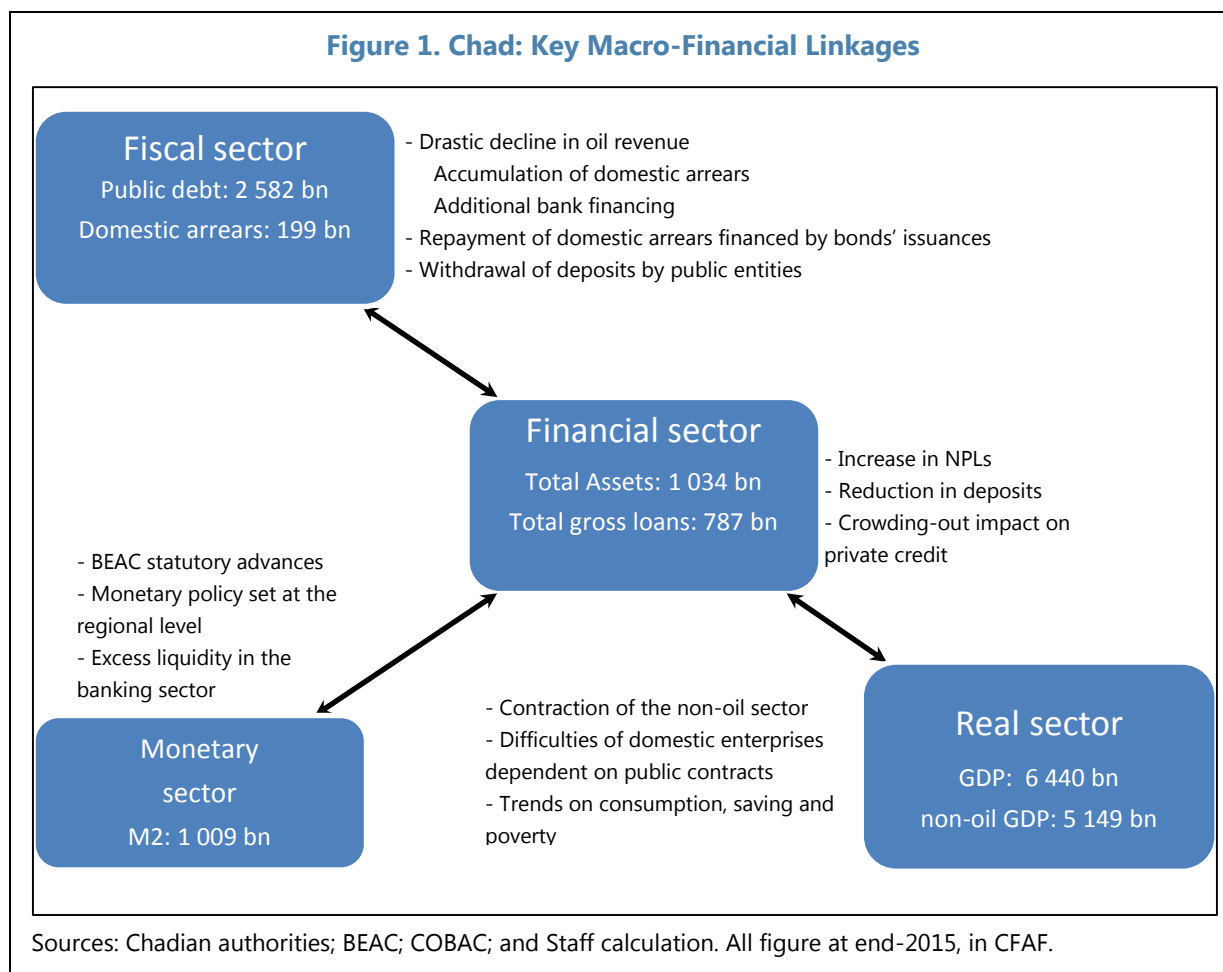 Figure 1. Chad: Key Macro-Financial Linkages
Fiscal sector
Public debt: 2 582 bn
Domestic arrears: 199 bn
- Drastic decline in oil revenue
Accumulation of domestic arrears
Additional bank financing
- Repayment of domestic arrears financed by bonds’ issuances
- Withdrawal of deposits by public entities
Financial sector
Total Assets: 1 034 bn
Total gross loans: 787 bn
- Increase in NPLs
- Reduction in deposits
- Crowding-out impact on
private credit
- BEAC statutory advances
- Monetary policy set at the
regional level
- Excess liquidity in the
banking sector
Monetary
sector
M2: 1 009 bn
- Contraction of the non-oil sector
- Difficulties of domestic enterprises
dependent on public contracts
- Trends on consumption, saving and
poverty
Real sector
GDP: 6 440 bn
non-oil GDP: 5 149 bn
Sources: Chadian authorities; BEAC; COBAC; and Staff calculation. All figure at end-2015, in CFAF.